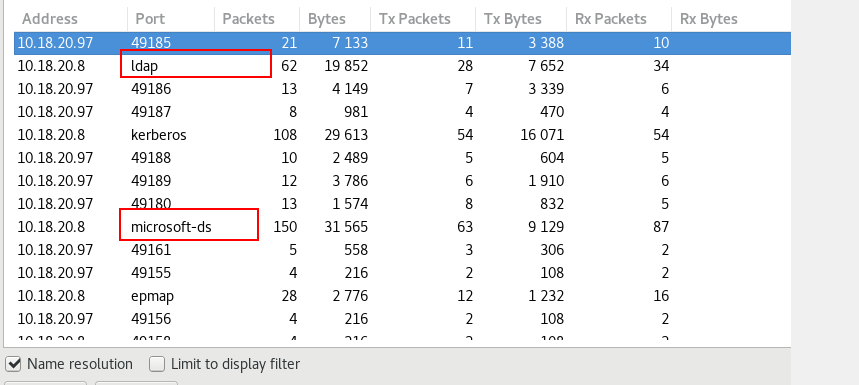 Address Port Packets Bytes Tx Packets Tx Bytes Rx Packets Rx Bytes
10.18.20.97 49185 21 7 133 11 3 388 10
10.18.20.8 ldap 62 19 852 28 7 652 34
10.18.20.97 49186 13 4 149 7 3 339 6
10.18.20.97 49187 8 981 4 470 4
10.18.20.8 kerberos 108 29 613 54 16 071 54
10.18.20.97 49188 10 2 489 5 604 5
10.18.20.97 49189 12 3 786 6 1 910 6
10.18.20.97 49180 13 1 574 8 832 5
10.18.20.8 microsoft-ds 150 31 565 63 9 129 87
10.18.20.97 49161 5 558 3 306 2
10.18.20.97 49155 4 216 2 108 2
10.18.20.8 epmap 28 2 776 12 1 232 16
10.18.20.97 49156 4 216 2 108 2
10.18.20.8 49158 4 216 2 108 2
Name resolution Limit to display filter